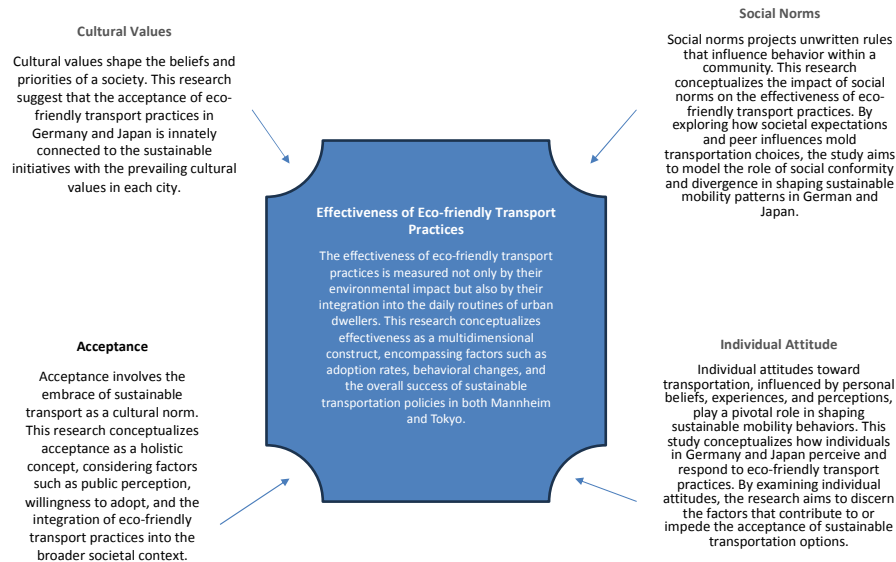 Cultural Values
Cultural values shape the beliefs and
priorities of a society. This research
suggest that the acceptance of eco-
friendly transport practices in
Germany and Japan is innately
connected to the sustainable
initiatives with the prevailing cultural
values in each city.
Social Norms
Social norms projects unwritten rules
that influence behavior within a
community. This research
conceptualizes the impact of social
norms on the effectiveness of eco-
friendly transport practices. By
exploring how societal expectations
and peer influences mold
transportation choices, the study aims
to model the role of social conformity
and divergence in shaping sustainable
mobility patterns in German and
Japan.
Effectiveness of Eco-friendly Transport
Practices
The effectiveness of eco-friendly transport
practices is measured not only by their
environmental impact but also by their
integration into the daily routines of urban
dwellers. This research conceptualizes
effectiveness as a multidimensional
construct, encompassing factors such as
adoption rates, behavioral changes, and
the overall success of sustainable
transportation policies in both Mannheim
and Tokyo.
Acceptance
Acceptance involves the
embrace of sustainable
transport as a cultural norm.
This research conceptualizes
acceptance as a holistic
concept, considering factors
such as public perception,
willingness to adopt, and the
integration of eco-friendly
transport practices into the
broader societal context.
Individual Attitude
Individual attitudes toward
transportation, influenced by personal
beliefs, experiences, and perceptions,
play a pivotal role in shaping
sustainable mobility behaviors. This
study conceptualizes how individuals
in Germany and Japan perceive and
respond to eco-friendly transport
practices. By examining individual
attitudes, the research aims to discern
the factors that contribute to or
impede the acceptance of sustainable
transportation options.